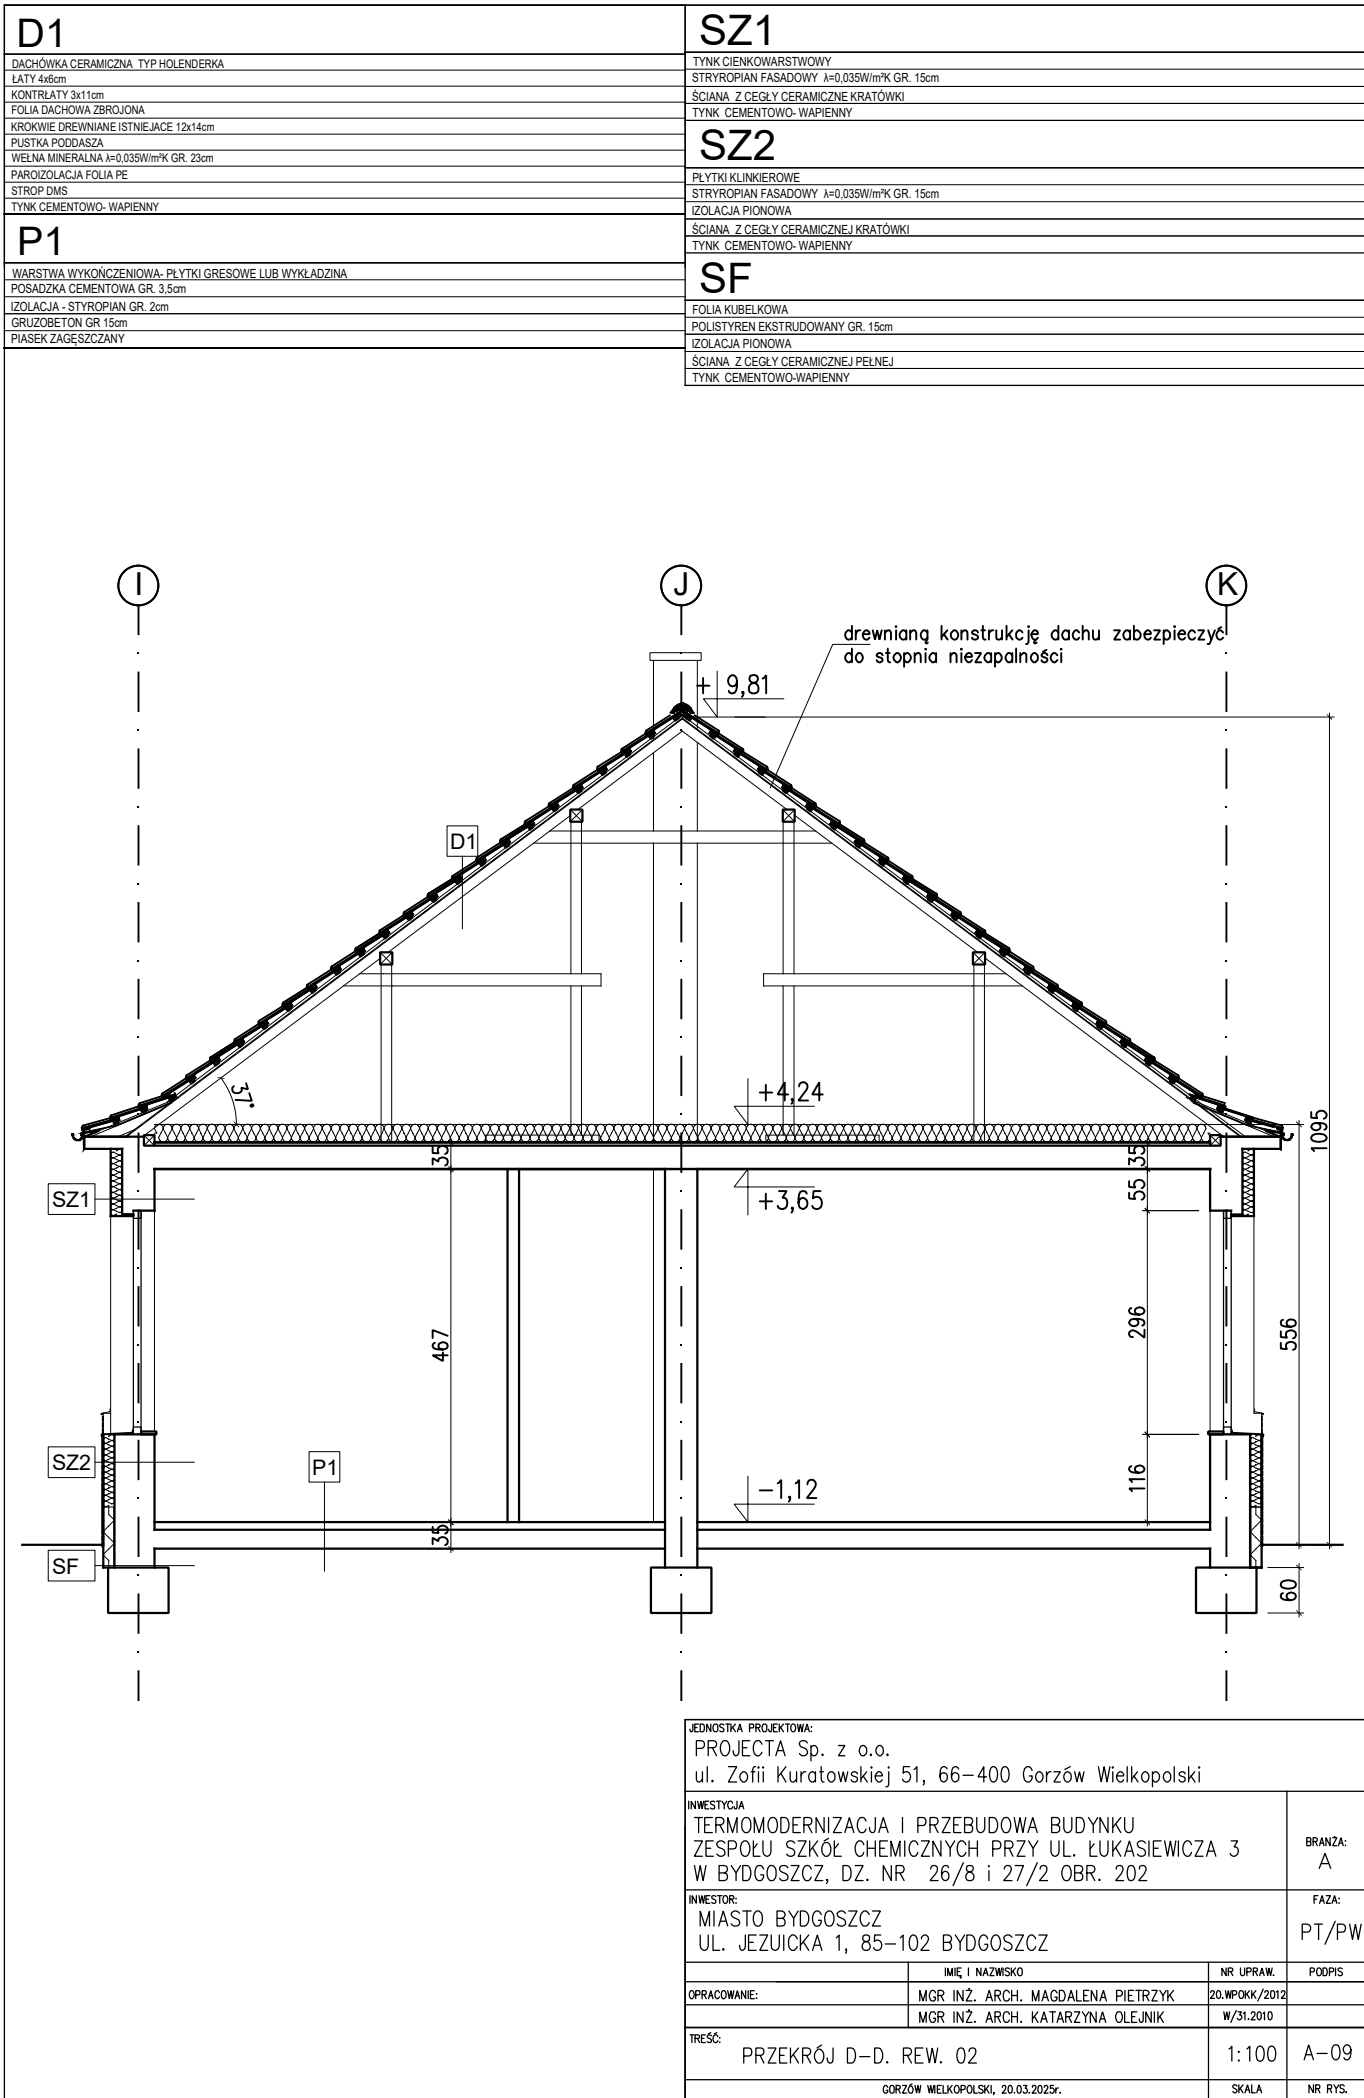 D1
DACHÓWKA CERAMICZNA TYP HOLENDERKA
ŁATY 4x6cm
KONTRŁATY 3x11cm
FOLIA DACHOWA ZBROJONA
KROKWIE DREWNIANE ISTNIEJACE 12x14cm
PUSTKA PODDASZA
WEŁNA MINERALNA λ=0,035W/m²K GR. 23cm
PAROIZOLACJA FOLIA PE
STROP DMS
TYNK CEMENTOWO- WAPIENNY
P1
WARSTWA WYKOŃCZENIOWA- PŁYTKI GRESOWE LUB WYKŁADZINA
POSADZKA CEMENTOWA GR. 3,5cm
IZOLACJA - STYROPIAN GR. 2cm
GRUZOBETON GR 15cm
PIASEK ZAGĘSZCZANY
SZ1
TYNK CIENKOWARSTWOWY
STRYROPIAN FASADOWY λ=0,035W/m²K GR. 15cm
ŚCIANA Z CEGŁY CERAMICZNE KRATÓWKI
TYNK CEMENTOWO- WAPIENNY
SZ2
PŁYTKI KLINKIEROWE
STRYROPIAN FASADOWY λ=0,035W/m²K GR. 15cm
IZOLACJA PIONOWA
ŚCIANA Z CEGŁY CERAMICZNEJ KRATÓWKI
TYNK CEMENTOWO- WAPIENNY
SF
FOLIA KUBEŁKOWA
POLISTYREN EKSTRUDOWANY GR. 15cm
IZOLACJA PIONOWA
ŚCIANA Z CEGŁY CERAMICZNEJ PEŁNEJ
TYNK CEMENTOWO-WAPIENNY
I
J
K
drewnianą konstrukcję dachu zabezpieczyć
do stopnia niezapalności
+ 9,81
D1
37°
+4,24
1095
35
35
SZ1
55
+3,65
467
296
556
SZ2
P1
116
-1,12
35
SF
60
JEDNOSTKA PROJEKTOWA:
PROJECTA Sp. z o.o.
ul. Zofii Kuratowskiej 51, 66-400 Gorzów Wielkopolski
INWESTYCJA
TERMOMODERNIZACJA I PRZEBUDOWA BUDYNKU
ZESPOŁU SZKÓŁ CHEMICZNYCH PRZY UL. ŁUKASIEWICZA 3
W BYDGOSZCZ, DZ. NR 26/8 i 27/2 OBR. 202
BRANŻA:
A
INWESTOR:
MIASTO BYDGOSZCZ
UL. JEZUICKA 1, 85-102 BYDGOSZCZ
FAZA:
PT/PW
IMIĘ I NAZWISKO NR UPRAW. PODPIS
OPRACOWANIE: MGR INŻ. ARCH. MAGDALENA PIETRZYK 20.WPOKK/2012
MGR INŻ. ARCH. KATARZYNA OLEJNIK W/31.2010
TREŚĆ:
PRZEKRÓJ D-D. REW. 02 1:100 A-09
GORZÓW WIELKOPOLSKI, 20.03.2025r. SKALA NR RYS.